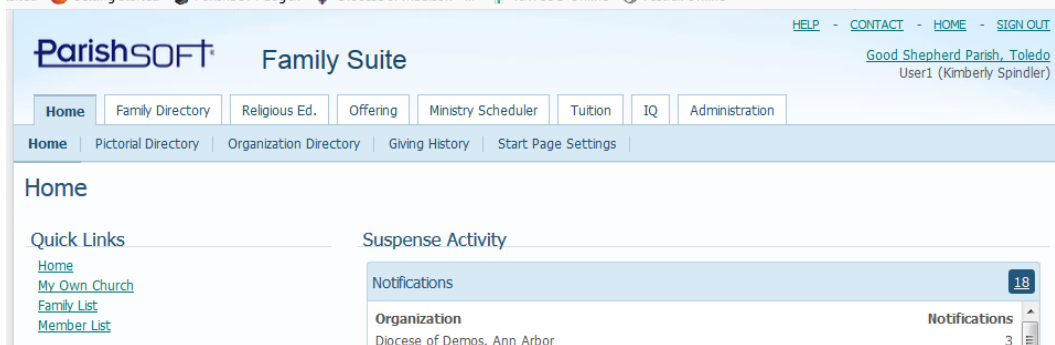 HELP - CONTACT - HOME - SIGN OUT
ParishSOFT Family Suite
Good Shepherd Parish, Toledo
User1 (Kimberly Spindler)
Home Family Directory Religious Ed. Offering Ministry Scheduler Tuition IQ Administration
Home Pictorial Directory Organization Directory Giving History Start Page Settings
Home
Quick Links
Home
My Own Church
Family List
Member List
Suspense Activity
Notifications 18
Organization Notifications
Diocese of Demos, Ann Arbor 3